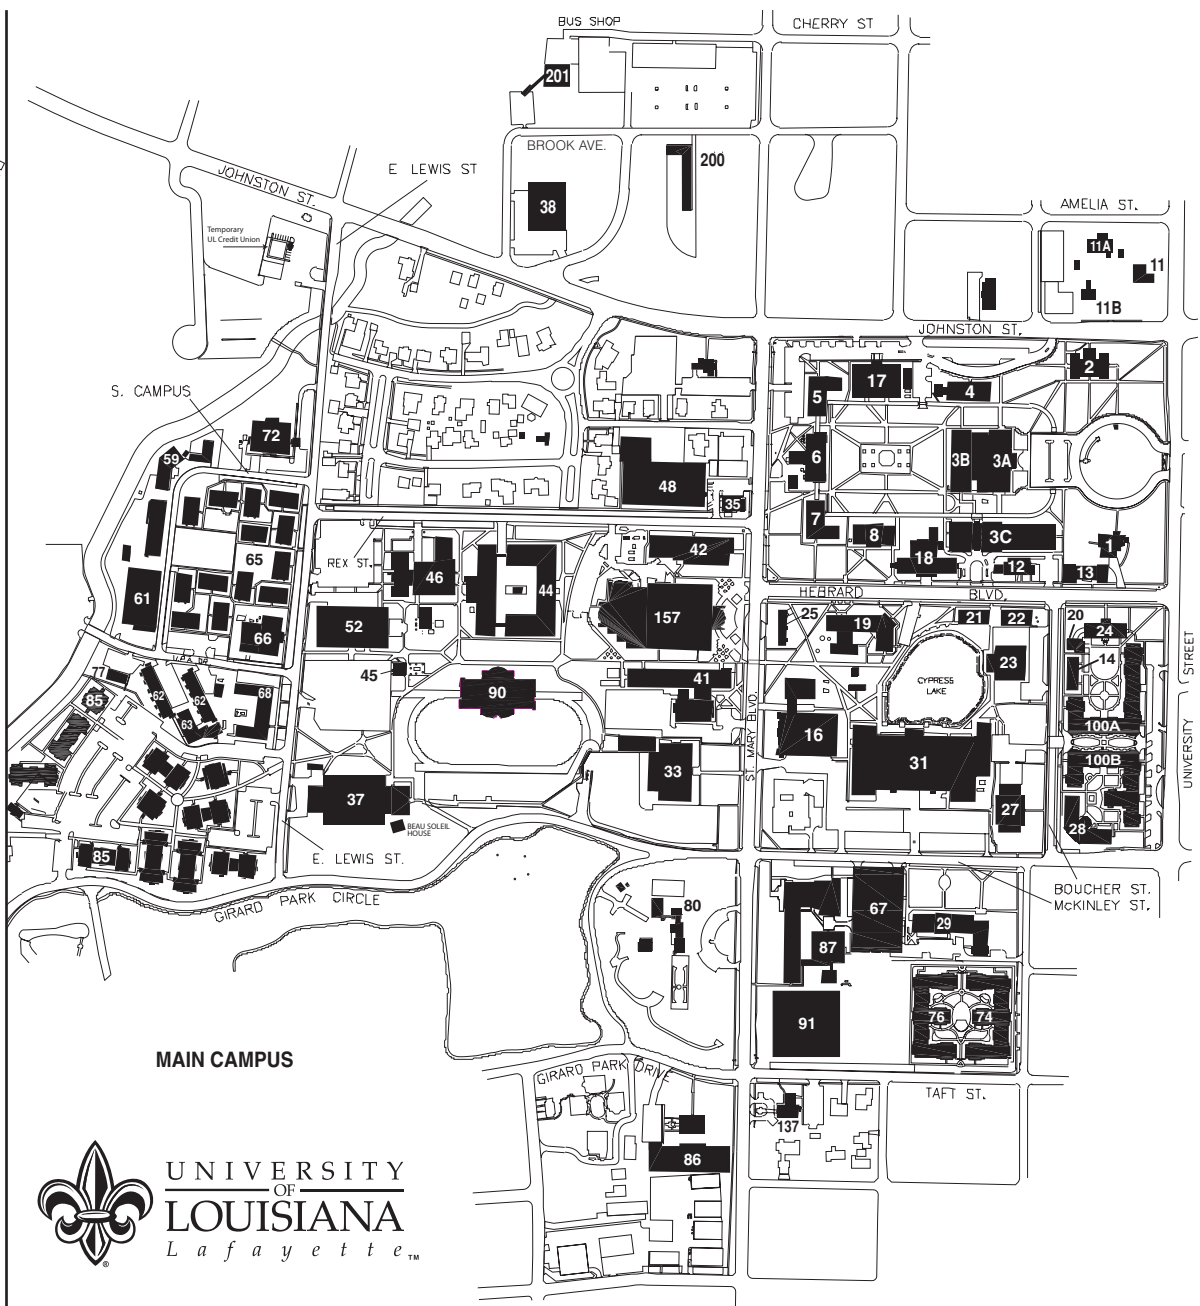 BUS SHOP
CHERRY ST
201
BROOK AVE.
200
E LEWIS ST
JOHNSTON ST.
38
AMELIA ST.
Temporary
UL Credit Union
11A
11
11B
JOHNSTON ST.
S. CAMPUS
2
17
5
4
72
59
6
3B
3A
48
35
7
8
3C
42
18
12
1
13
65
REX ST.
46
44
61
52
157
HEBRARD BLVD.
25
19
21
22
20
24
66
23
14
45
41
CYPRESS
LAKE
77
85
62
62
68
90
63
ST. MARY BLVD.
16
100A
UNIVERSITY STREET
31
100B
33
37
27
BEAU SOLEIL
HOUSE
28
85
E. LEWIS ST.
GIRARD PARK CIRCLE
BOUCHER ST.
McKINLEY ST.
80
67
29
87
91
76
74
MAIN CAMPUS
GIRARD PARK DRIVE
TAFT ST.
137
86
UNIVERSITY
OF
LOUISIANA
Lafayette™
®